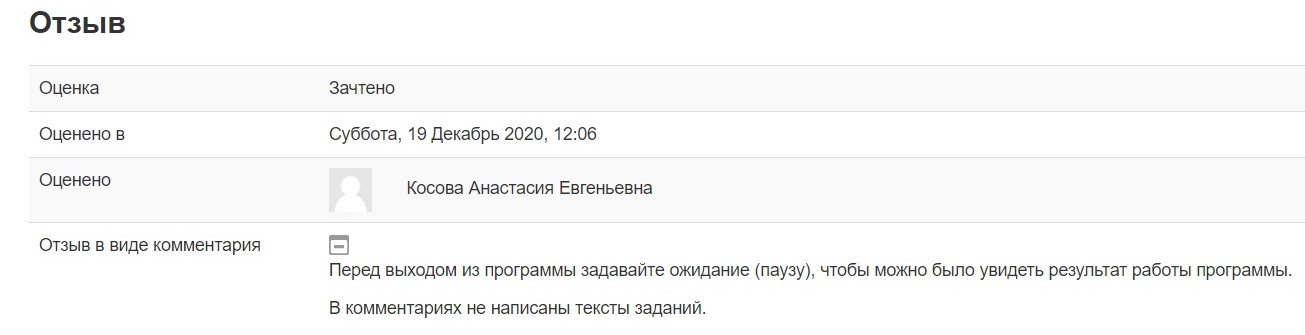 Отзыв
Оценка Зачтено
Оценено в Суббота, 19 Декабрь 2020, 12:06
Оценено Косова Анастасия Евгеньевна
Отзыв в виде комментария
Перед выходом из программы задавайте ожидание (паузу), чтобы можно было увидеть результат работы программы.
В комментариях не написаны тексты заданий.